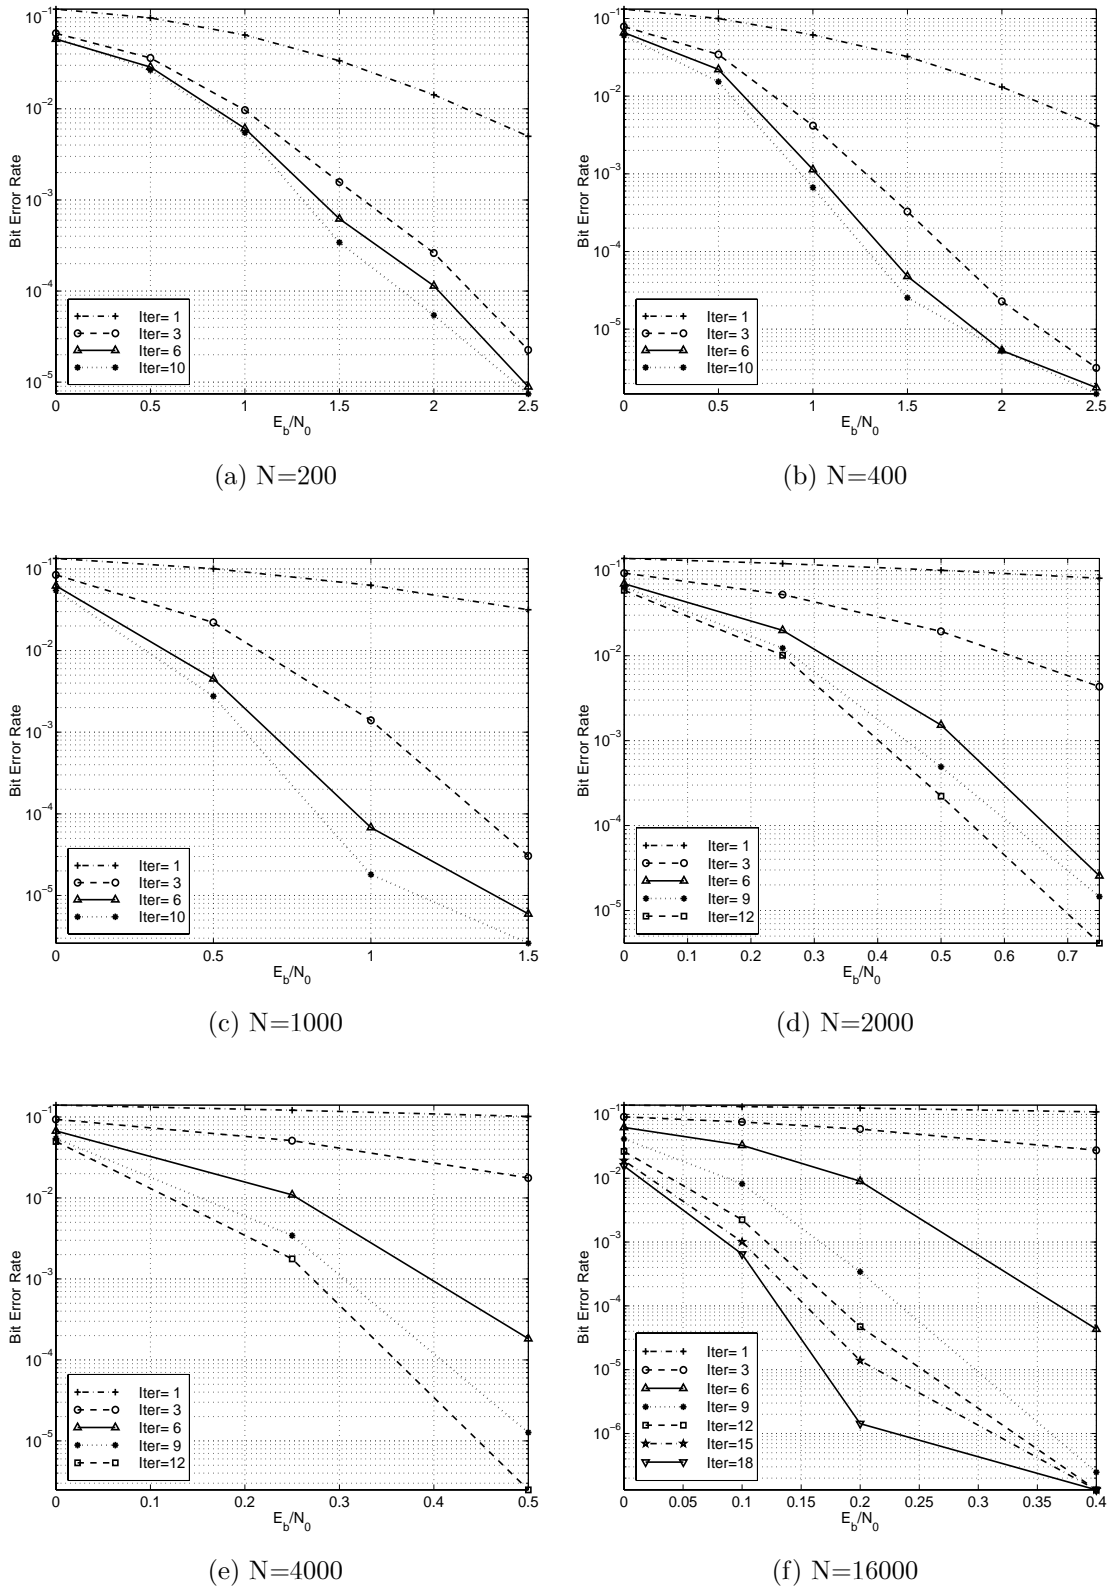 10⁻¹
10⁻²
10⁻³
10⁻⁴
10⁻⁵
Bit Error Rate
Iter= 1
Iter= 3
Iter= 6
Iter=10
0 0.5 1 1.5 2 2.5
E_b/N_0
(a) N=200
10⁻¹
10⁻²
10⁻³
10⁻⁴
10⁻⁵
Bit Error Rate
Iter= 1
Iter= 3
Iter= 6
Iter=10
0 0.5 1 1.5 2 2.5
E_b/N_0
(b) N=400
10⁻¹
10⁻²
10⁻³
10⁻⁴
10⁻⁵
Bit Error Rate
Iter= 1
Iter= 3
Iter= 6
Iter=10
0 0.5 1 1.5
E_b/N_0
(c) N=1000
10⁻¹
10⁻²
10⁻³
10⁻⁴
10⁻⁵
Bit Error Rate
Iter= 1
Iter= 3
Iter= 6
Iter= 9
Iter=12
0 0.1 0.2 0.3 0.4 0.5 0.6 0.7
E_b/N_0
(d) N=2000
10⁻¹
10⁻²
10⁻³
10⁻⁴
10⁻⁵
Bit Error Rate
Iter= 1
Iter= 3
Iter= 6
Iter= 9
Iter=12
0 0.1 0.2 0.3 0.4 0.5
E_b/N_0
(e) N=4000
10⁻¹
10⁻²
10⁻³
10⁻⁴
10⁻⁵
10⁻⁶
Bit Error Rate
Iter= 1
Iter= 3
Iter= 6
Iter= 9
Iter=12
Iter=15
Iter=18
0 0.05 0.1 0.15 0.2 0.25 0.3 0.35 0.4
E_b/N_0
(f) N=16000